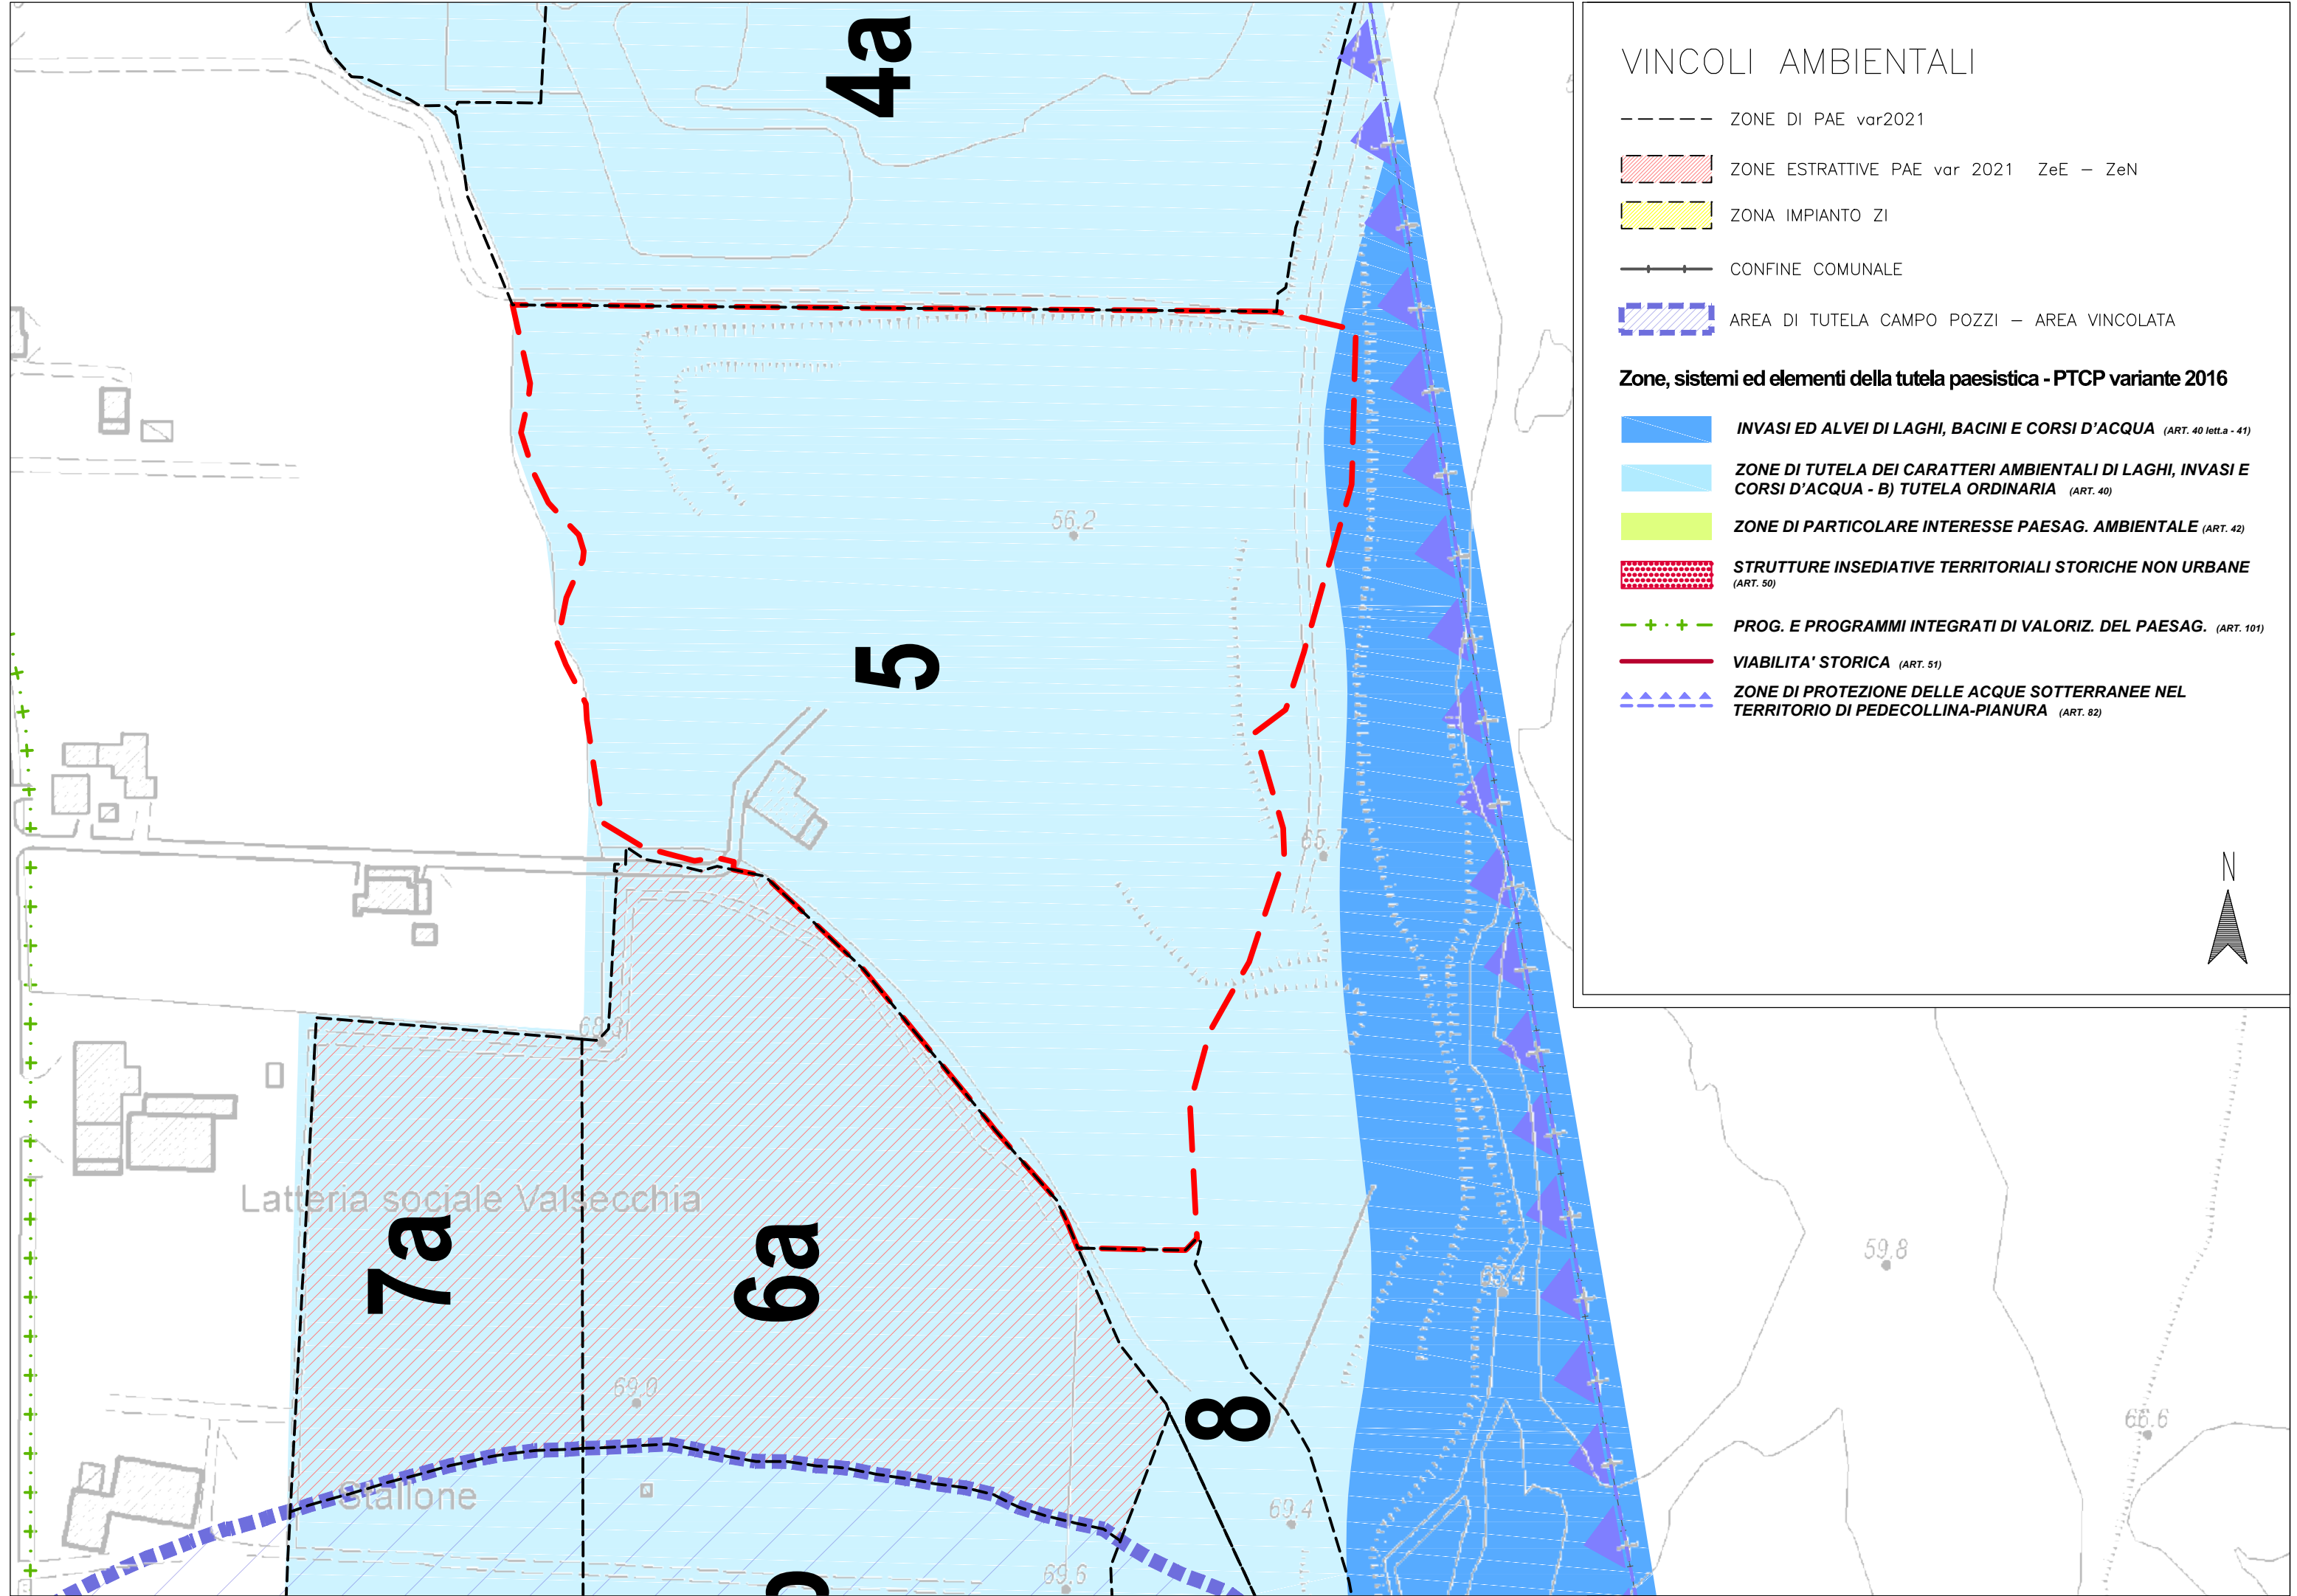 4a
5
56.2
65.7
Latteria sociale Valsecchia
7a
6a
69.0
8
Stallone
69.4
69.6
59.8
66.6
VINCOLI AMBIENTALI
ZONE DI PAE var2021
ZONE ESTRATTIVE PAE var 2021 ZeE - ZeN
ZONA IMPIANTO ZI
CONFINE COMUNALE
AREA DI TUTELA CAMPO POZZI - AREA VINCOLATA
Zone, sistemi ed elementi della tutela paesistica - PTCP variante 2016
INVASI ED ALVEI DI LAGHI, BACINI E CORSI D'ACQUA (ART. 40 lett.a - 41)
ZONE DI TUTELA DEI CARATTERI AMBIENTALI DI LAGHI, INVASI E
CORSI D'ACQUA - B) TUTELA ORDINARIA (ART. 40)
ZONE DI PARTICOLARE INTERESSE PAESAG. AMBIENTALE (ART. 42)
STRUTTURE INSEDIATIVE TERRITORIALI STORICHE NON URBANE
(ART. 50)
PROG. E PROGRAMMI INTEGRATI DI VALORIZ. DEL PAESAG. (ART. 101)
VIABILITA' STORICA (ART. 51)
ZONE DI PROTEZIONE DELLE ACQUE SOTTERRANEE NEL
TERRITORIO DI PEDECOLLINA-PIANURA (ART. 82)
N